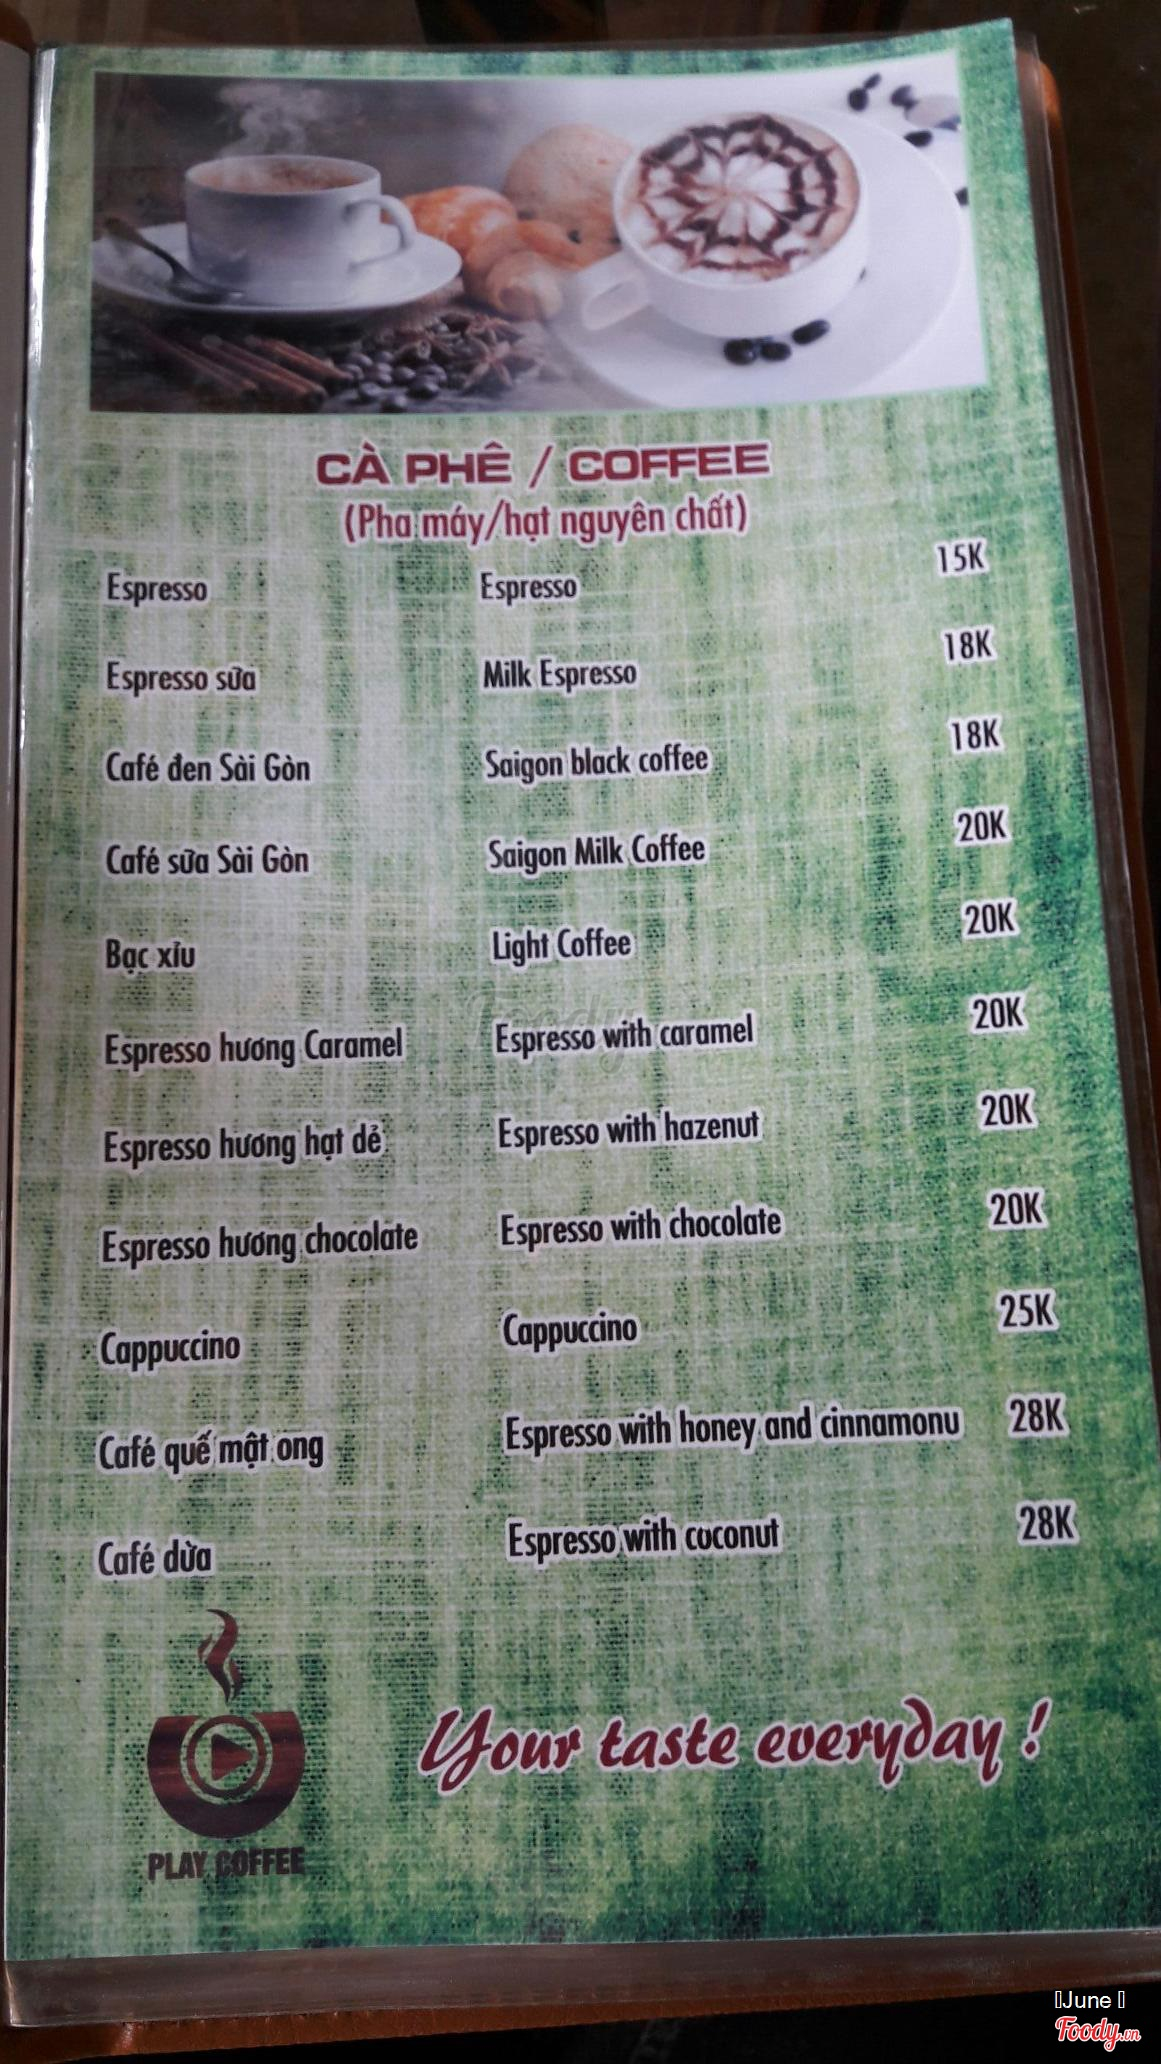 CÀ PHÊ / COFFEE
(Pha máy/hạt nguyên chất)
Espresso Espresso 15K
Espresso sữa Milk Espresso 18K
Café đen Sài Gòn Saigon black coffee 18K
Café sữa Sài Gòn Saigon Milk Coffee 20K
Bạc xỉu Light Coffee 20K
Espresso hương Caramel Espresso with caramel 20K
Espresso hương hạt dẻ Espresso with hazenut 20K
Espresso hương chocolate Espresso with chocolate 20K
Cappuccino Cappuccino 25K
Café quế mật ong Espresso with honey and cinnamonu 28K
Café dừa Espresso with coconut 28K
Your taste everyday !
PLAY COFFEE
Foody
June
Foody.vn